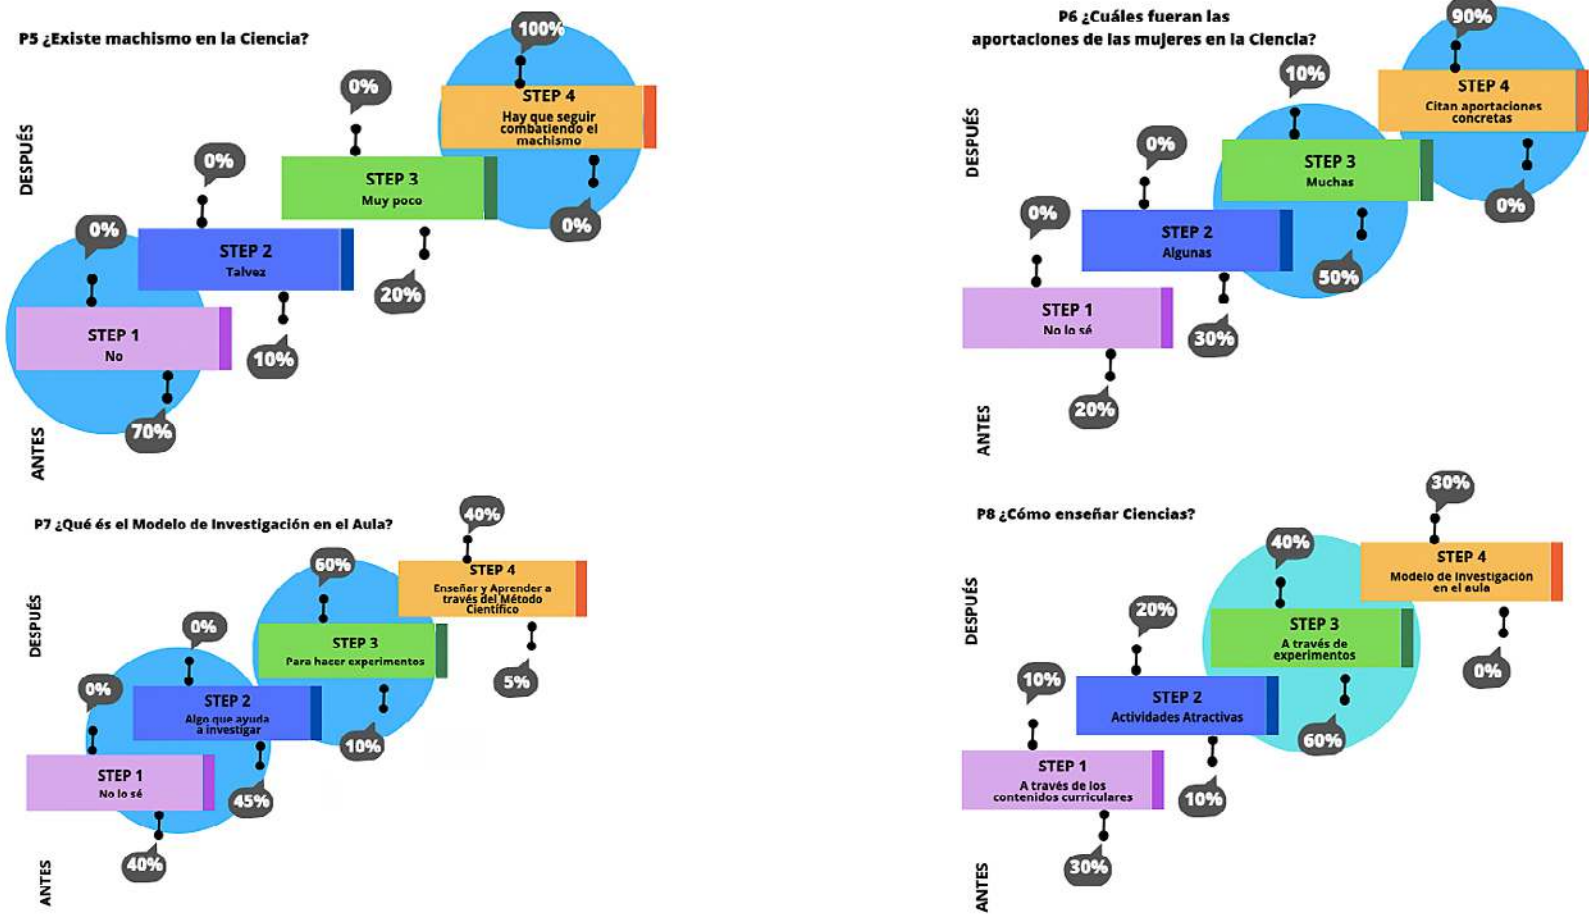 P5 ¿Existe machismo en la Ciencia?
DESPUÉS
100%
STEP 4
Hay que seguir
combatiendo el
machismo
0%
0%
STEP 3
Muy poco
20%
0%
STEP 2
Talvez
10%
0%
STEP 1
No
70%
ANTES
P6 ¿Cuáles fueran las
aportaciones de las mujeres en la Ciencia?
DESPUÉS
90%
STEP 4
Citan aportaciones
concretas
0%
10%
STEP 3
Muchas
50%
0%
STEP 2
Algunas
30%
0%
STEP 1
No lo sé
20%
ANTES
P7 ¿Qué és el Modelo de Investigación en el Aula?
DESPUÉS
40%
STEP 4
Enseñar y Aprender a
través del Método
Científico
5%
60%
STEP 3
Para hacer experimentos
10%
0%
STEP 2
Algo que ayuda
a investigar
45%
0%
STEP 1
No lo sé
40%
ANTES
P8 ¿Cómo enseñar Ciencias?
DESPUÉS
30%
STEP 4
Modelo de investigación
en el aula
0%
40%
STEP 3
A través de
experimentos
60%
20%
STEP 2
Actividades Atractivas
10%
10%
STEP 1
A través de los
contenidos curriculares
30%
ANTES